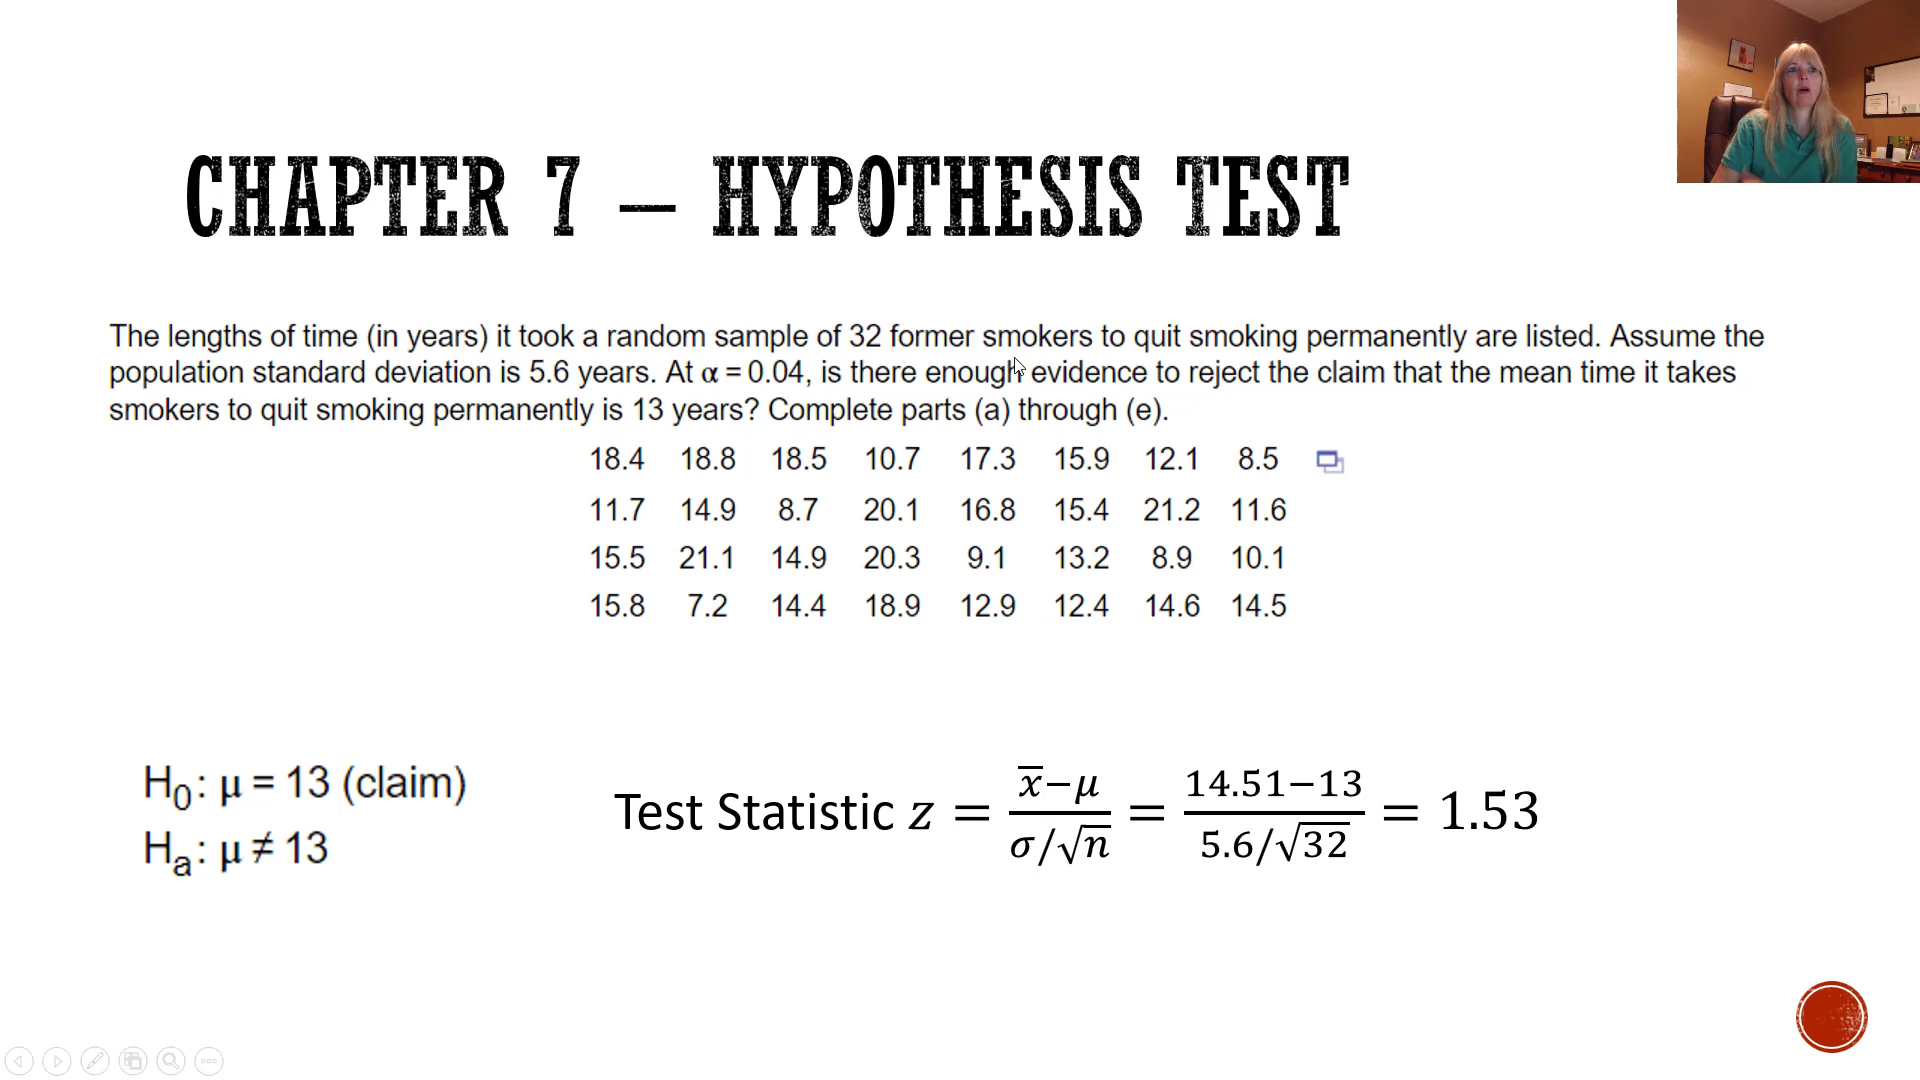 CHAPTER 7 – HYPOTHESIS TEST
The lengths of time (in years) it took a random sample of 32 former smokers to quit smoking permanently are listed. Assume the
population standard deviation is 5.6 years. At α = 0.04, is there enough evidence to reject the claim that the mean time it takes
smokers to quit smoking permanently is 13 years? Complete parts (a) through (e).
18.4 18.8 18.5 10.7 17.3 15.9 12.1 8.5
11.7 14.9 8.7 20.1 16.8 15.4 21.2 11.6
15.5 21.1 14.9 20.3 9.1 13.2 8.9 10.1
15.8 7.2 14.4 18.9 12.9 12.4 14.6 14.5
H₀: μ = 13 (claim)
Hₐ: μ ≠ 13
Test Statistic z = (x̅−μ)/(σ/√n) = (14.51−13)/(5.6/√32) = 1.53